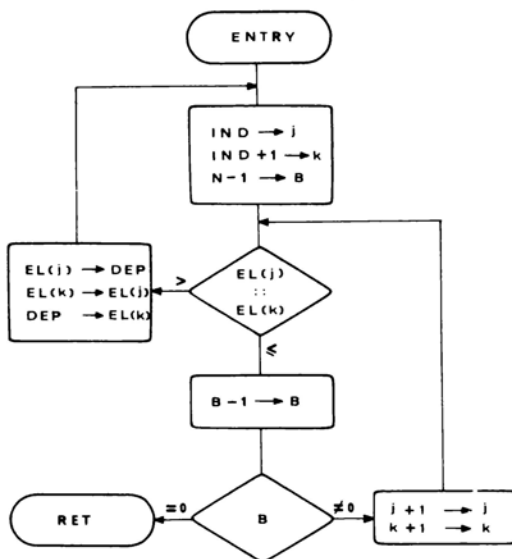 ENTRY
IND → j
IND +1 → k
N-1 → B
EL(j) → DEP
EL(k) → EL(j)
DEP → EL(k)
>
EL(j)
::
EL(k)
≤
B-1 → B
RET
=0
B
≠0
j +1 → j
k +1 → k